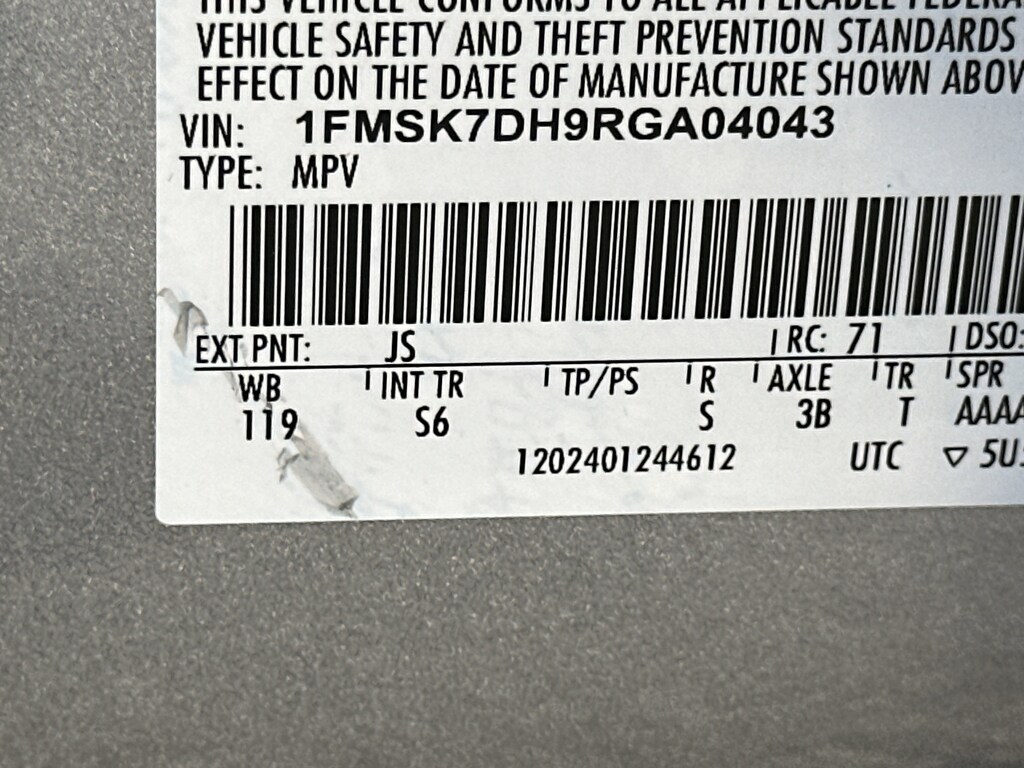 THIS VEHICLE CONFORMS TO ALL APPLICABLE FEDERA
VEHICLE SAFETY AND THEFT PREVENTION STANDARDS
EFFECT ON THE DATE OF MANUFACTURE SHOWN ABOV
VIN: 1FMSK7DH9RGA04043
TYPE: MPV
EXT PNT: JS RC: 71 DSO:
WB INT TR TP/PS R AXLE TR SPR
119 S6 S 3B T AAAA
1202401244612 UTC ▽ 5U